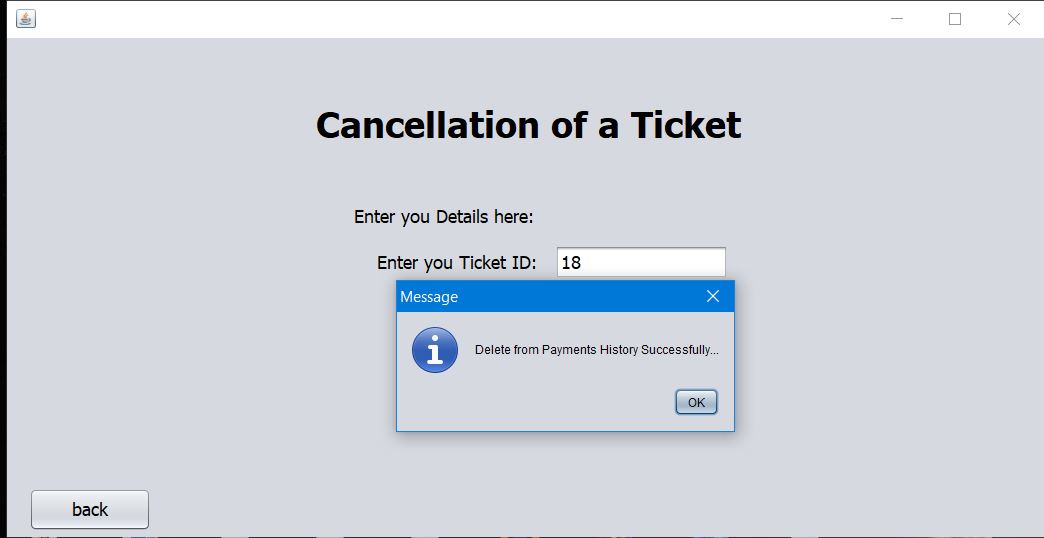 Cancellation of a Ticket
Enter you Details here:
Enter you Ticket ID: 18
Message
Delete from Payments History Successfully...
OK
back